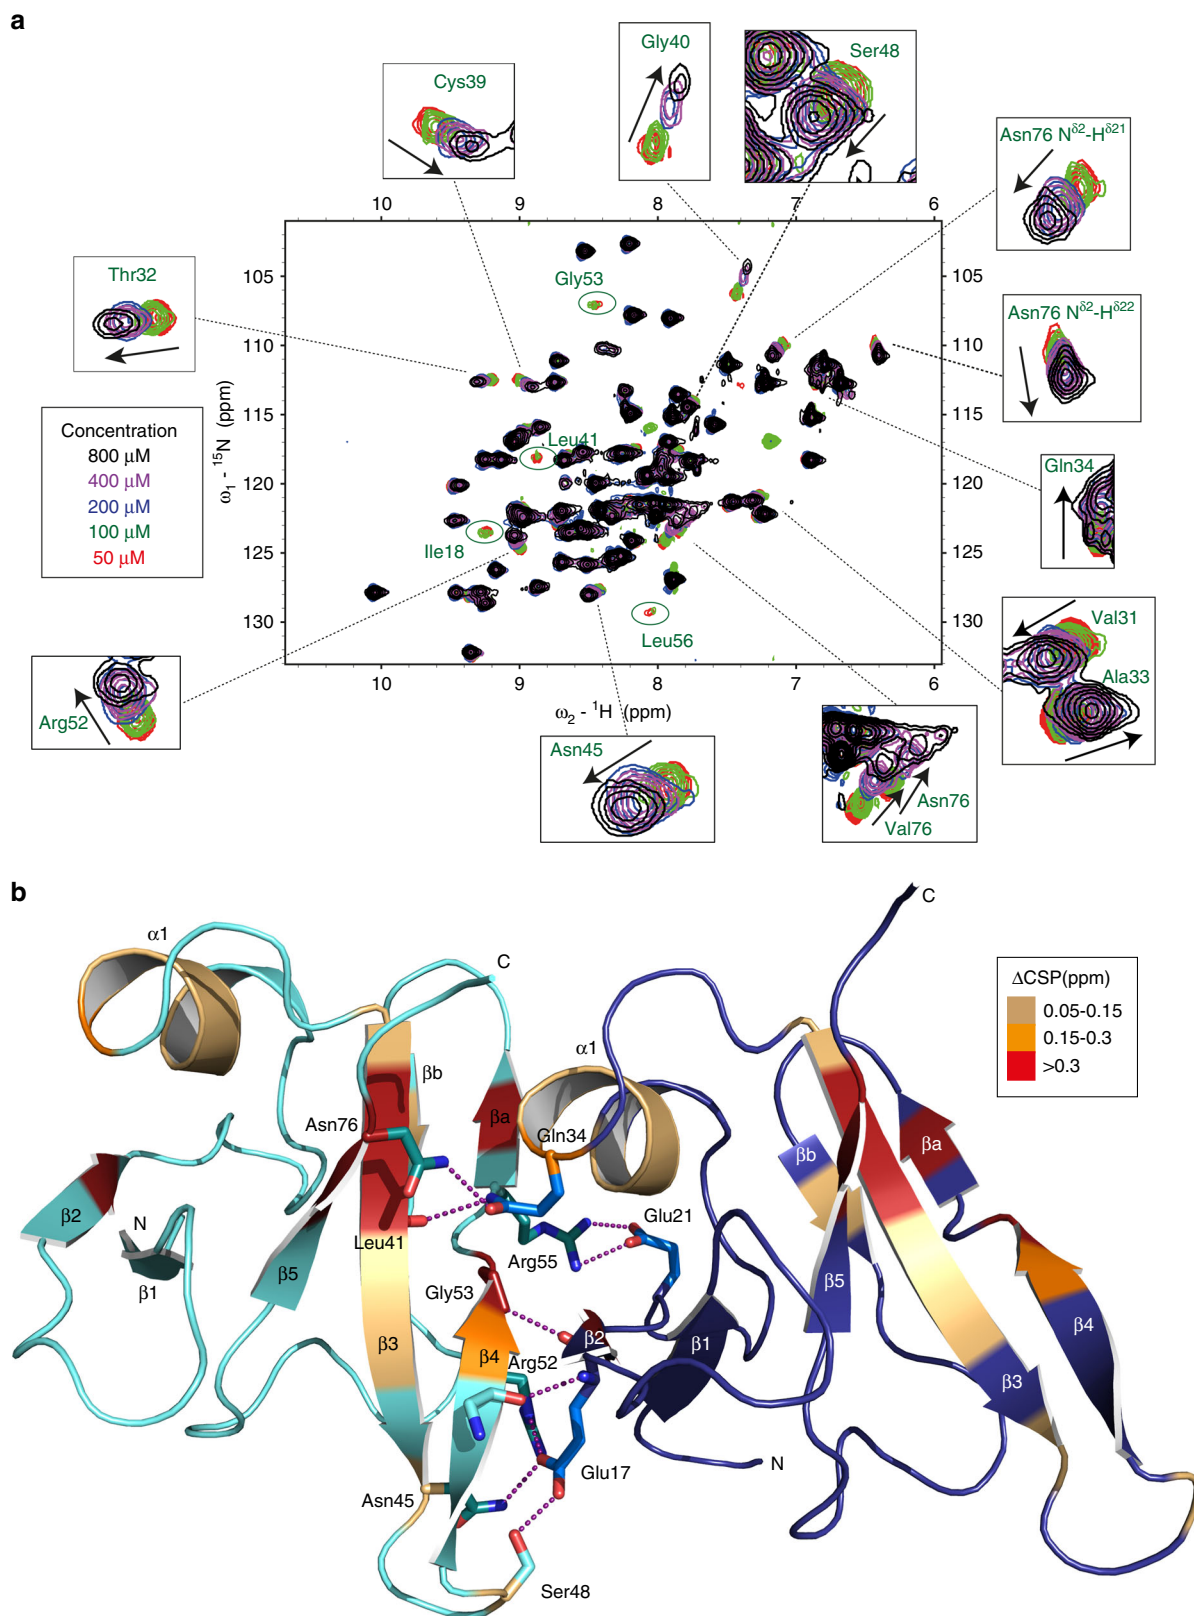 a
Cys39
Gly40
Ser48
Asn76 Nδ2-Hδ21
Thr32
Asn76 Nδ2-Hδ22
Gln34
Val31
Ala33
Arg52
Asn45
Asn76
Val76
Concentration
800 μM
400 μM
200 μM
100 μM
50 μM
10 9 8 7 6
105
110
115
120
125
130
ω1 - 15N (ppm)
Gly53
Leu41
Ile18
Leu56
105
110
115
120
125
130
10 9 8 7 6
ω2 - 1H (ppm)
b
α1
C
βb
βa
Asn76
β2
N
β1
β5
Leu41
β3
Gly53
β4
Arg52
Arg55
Asn45
Ser48
Glu17
α1
Gln34
Glu21
β2
β1
N
C
βb
βa
β5
β3
β4
ΔCSP(ppm)
0.05-0.15
0.15-0.3
>0.3